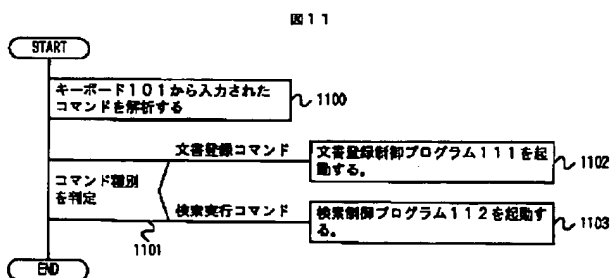 図11
START
キーボード101から入力された
コマンドを解析する
1100
文書登録コマンド
文書登録制御プログラム111を起
動する。
1102
コマンド種別
を判定
検索実行コマンド
検索制御プログラム112を起動す
る。
1103
1101
END